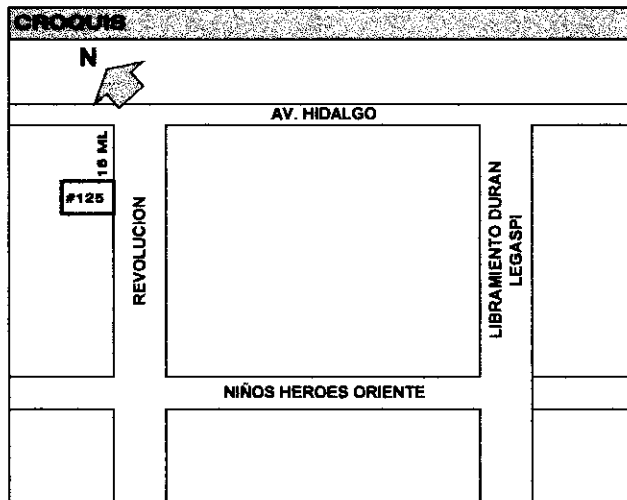 CROQUIS
N
AV. HIDALGO
16 ML
#125
REVOLUCION
LIBRAMIENTO DURAN
LEGASPI
NIÑOS HEROES ORIENTE